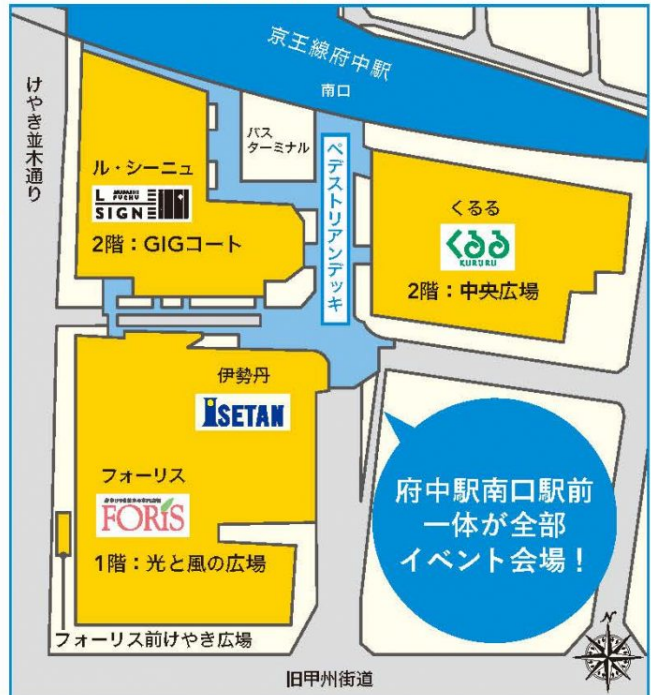 京王線府中駅
南口
けやき並木通り
バス
ターミナル
ペデストリアンデッキ
ル・シーニュ
L
FUCHU
SIGNE
2階：GIGコート
くるる
くるる
KURURU
2階：中央広場
伊勢丹
ISETAN
フォーリス
FORIS
1階：光と風の広場
府中駅南口駅前
一体が全部
イベント会場！
フォーリス前けやき広場
N
旧甲州街道